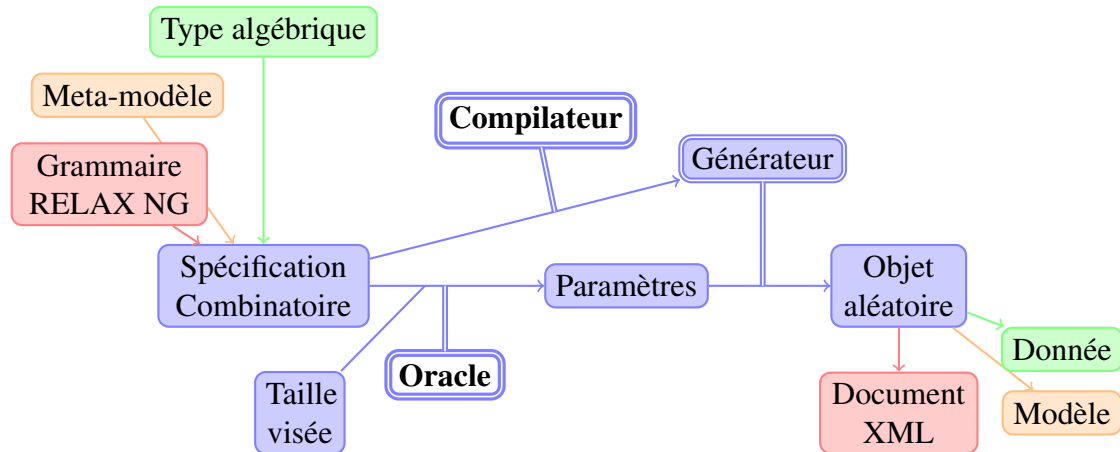 Type algébrique
Meta-modèle
Compilateur
Grammaire
RELAX NG
Générateur
Spécification
Combinatoire
Paramètres
Objet
aléatoire
Donnée
Oracle
Taille
visée
Document
XML
Modèle